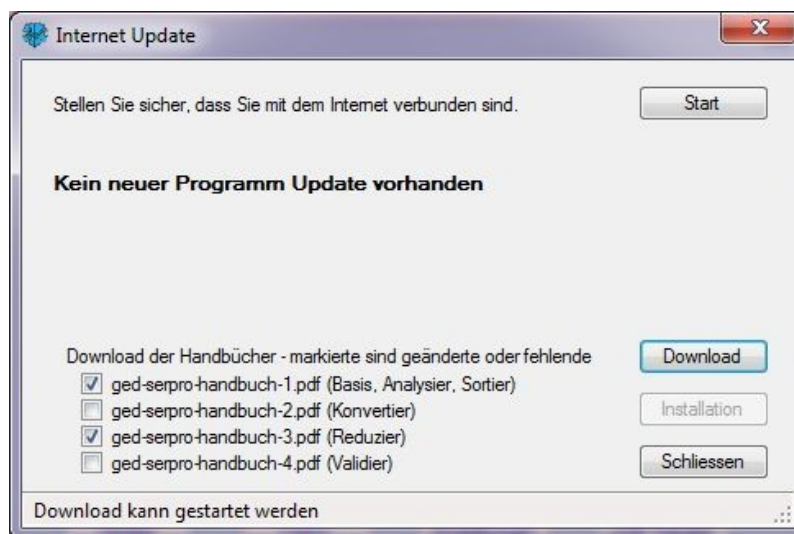 Internet Update
Stellen Sie sicher, dass Sie mit dem Internet verbunden sind.
Start
Kein neuer Programm Update vorhanden
Download der Handbücher - markierte sind geänderte oder fehlende
Download
ged-serpro-handbuch-1.pdf (Basis, Analysier, Sortier)
ged-serpro-handbuch-2.pdf (Konvertier)
Installation
ged-serpro-handbuch-3.pdf (Reduzier)
ged-serpro-handbuch-4.pdf (Validier)
Schliessen
Download kann gestartet werden